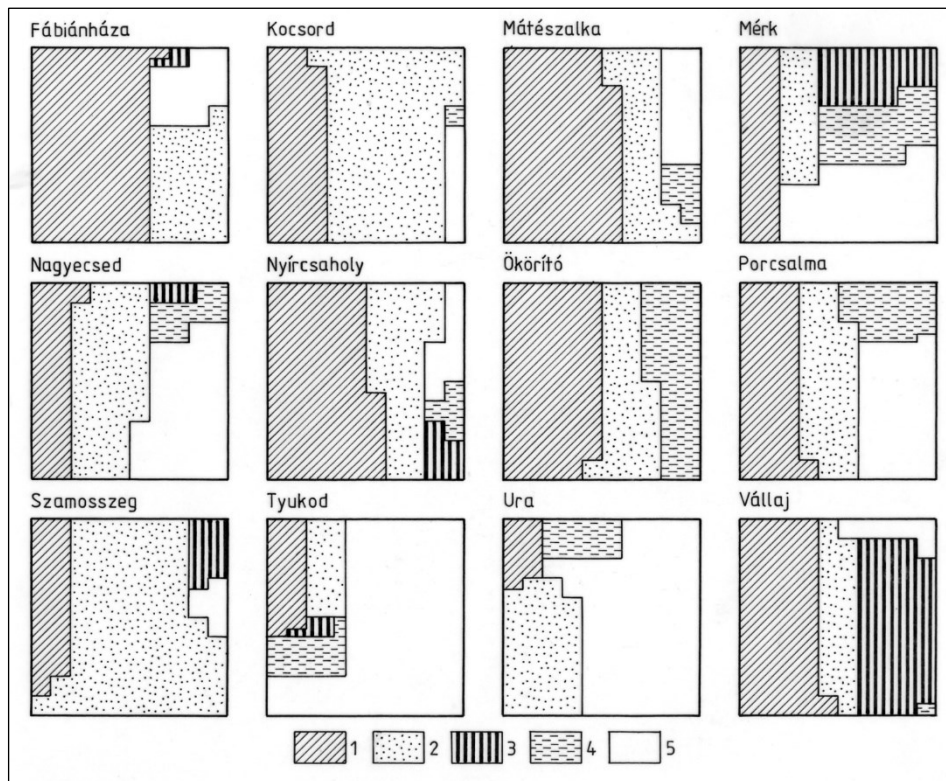 Fábiánháza Kocsord Mátészalka Mérk
Nagyecsed Nyírcsaholy Ökörító Porcsalma
Szamosszeg Tyukod Ura Vállaj
1 2 3 4 5